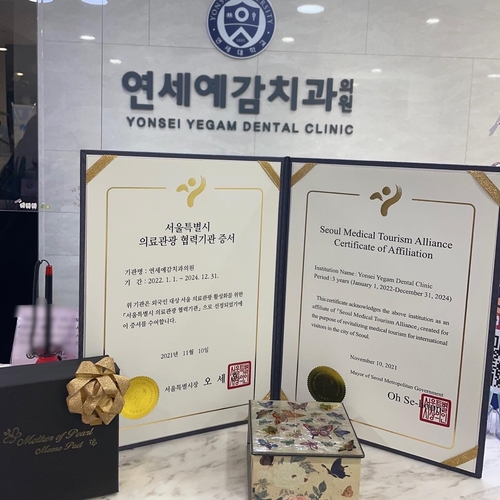 YONSEI UNIVERSITY
연세대학교
연세예감치과의원
YONSEI YEGAM DENTAL CLINIC
서울특별시
의료관광 협력기관 증서
기관명 : 연세예감치과의원
기 간 : 2022. 1. 1. ~ 2024. 12. 31.
위 기관은 외국인 대상 서울 의료관광 활성화를 위한
「서울특별시 의료관광 협력기관」으로 선정되었기에
이 증서를 수여합니다.
2021년 11월 10일
서울특별시장 오 세
Seoul Medical Tourism Alliance
Certificate of Affiliation
Institution Name : Yonsei Yegam Dental Clinic
Period : 3 years (January 1, 2022-December 31, 2024)
This certificate acknowledges the above institution as an
affiliate of "Seoul Medical Tourism Alliance", created for
the purpose of revitalizing medical tourism for international
visitors in the city of Seoul.
November 10, 2021
Mayor of Seoul Metropolitan Government
Oh Se-
Mother of Pearl
Memo Pad